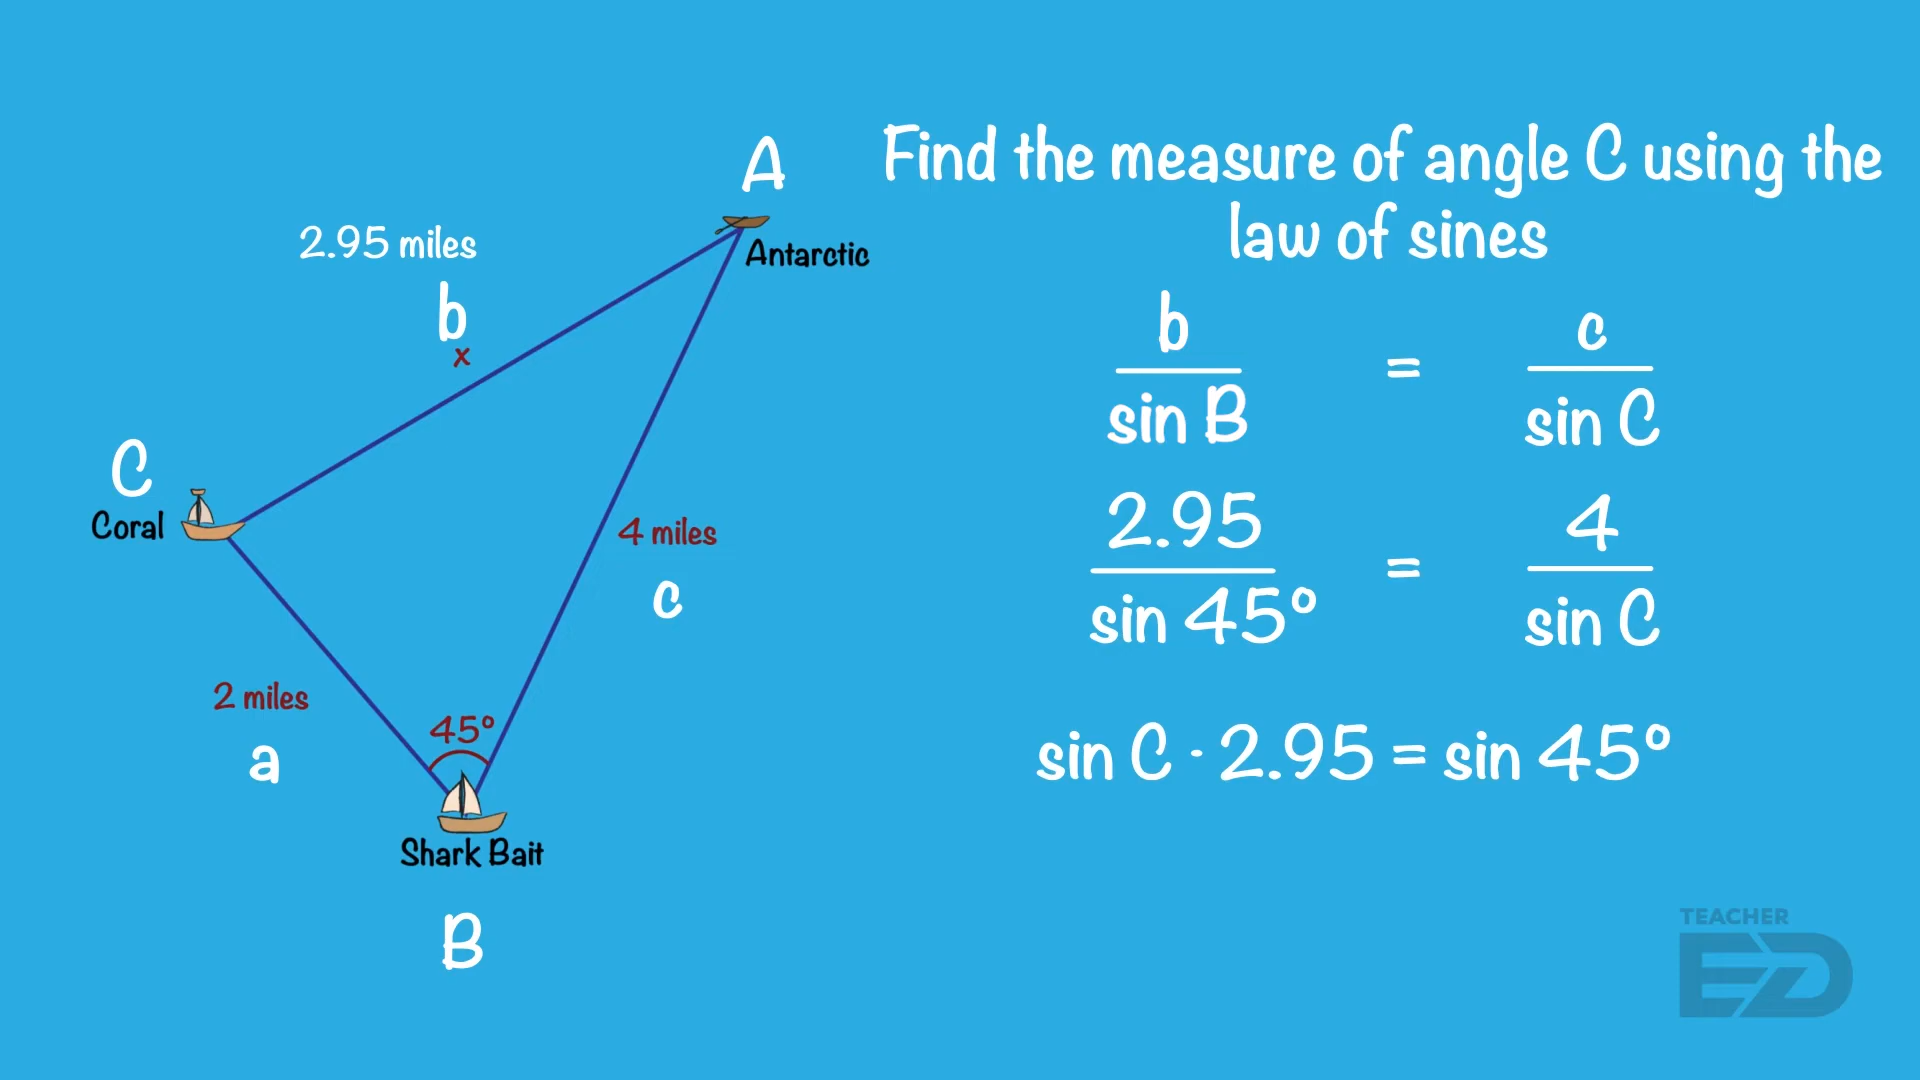 Find the measure of angle C using the
law of sines
A
Antarctic
2.95 miles
b
x
C
Coral
4 miles
c
2 miles
a
45°
Shark Bait
B
b
sin B
=
c
sin C
2.95
sin 45°
=
4
sin C
sin C · 2.95 = sin 45°
TEACHER
ED